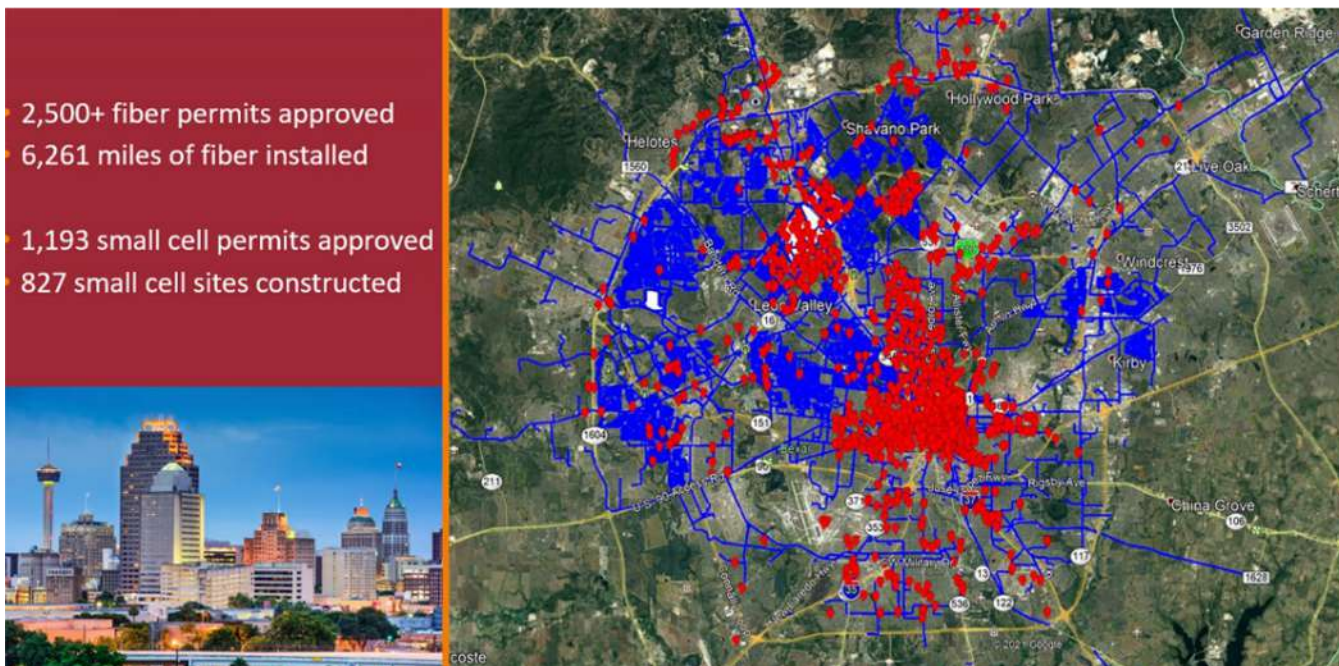 2,500+ fiber permits approved
6,261 miles of fiber installed
1,193 small cell permits approved
827 small cell sites constructed
Garden Ridge
Hollywood Park
Shavano Park
Helotes
1560
Live Oak
3502
Windcrest
Leon Valley
16
Kirby
151
1604
211
371
353
Rigsby Ave
China Grove
106
117
1628
13
536
122
© 2021 Google
coste